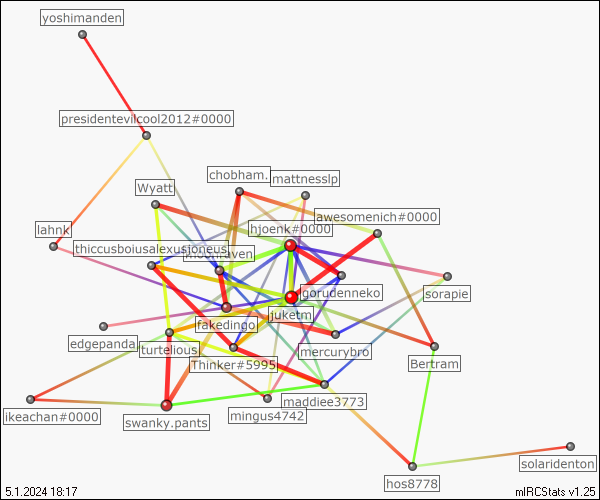 yoshimanden
presidentevilcool2012#0000
chobham.
mattnesslp
Wyatt
awesomenich#0000
lahnk
hjoenk#0000
thiccusboiusalexusjoneus
gorudenneko
sorapie
juketm
fakedingo
edgepanda
turtelious
mercurybro
Thinker#5995
Bertram
maddiee3773
ikeachan#0000
swanky.pants
mingus4742
solaridenton
hos8778
5.1.2024 18:17
mIRCStats v1.25